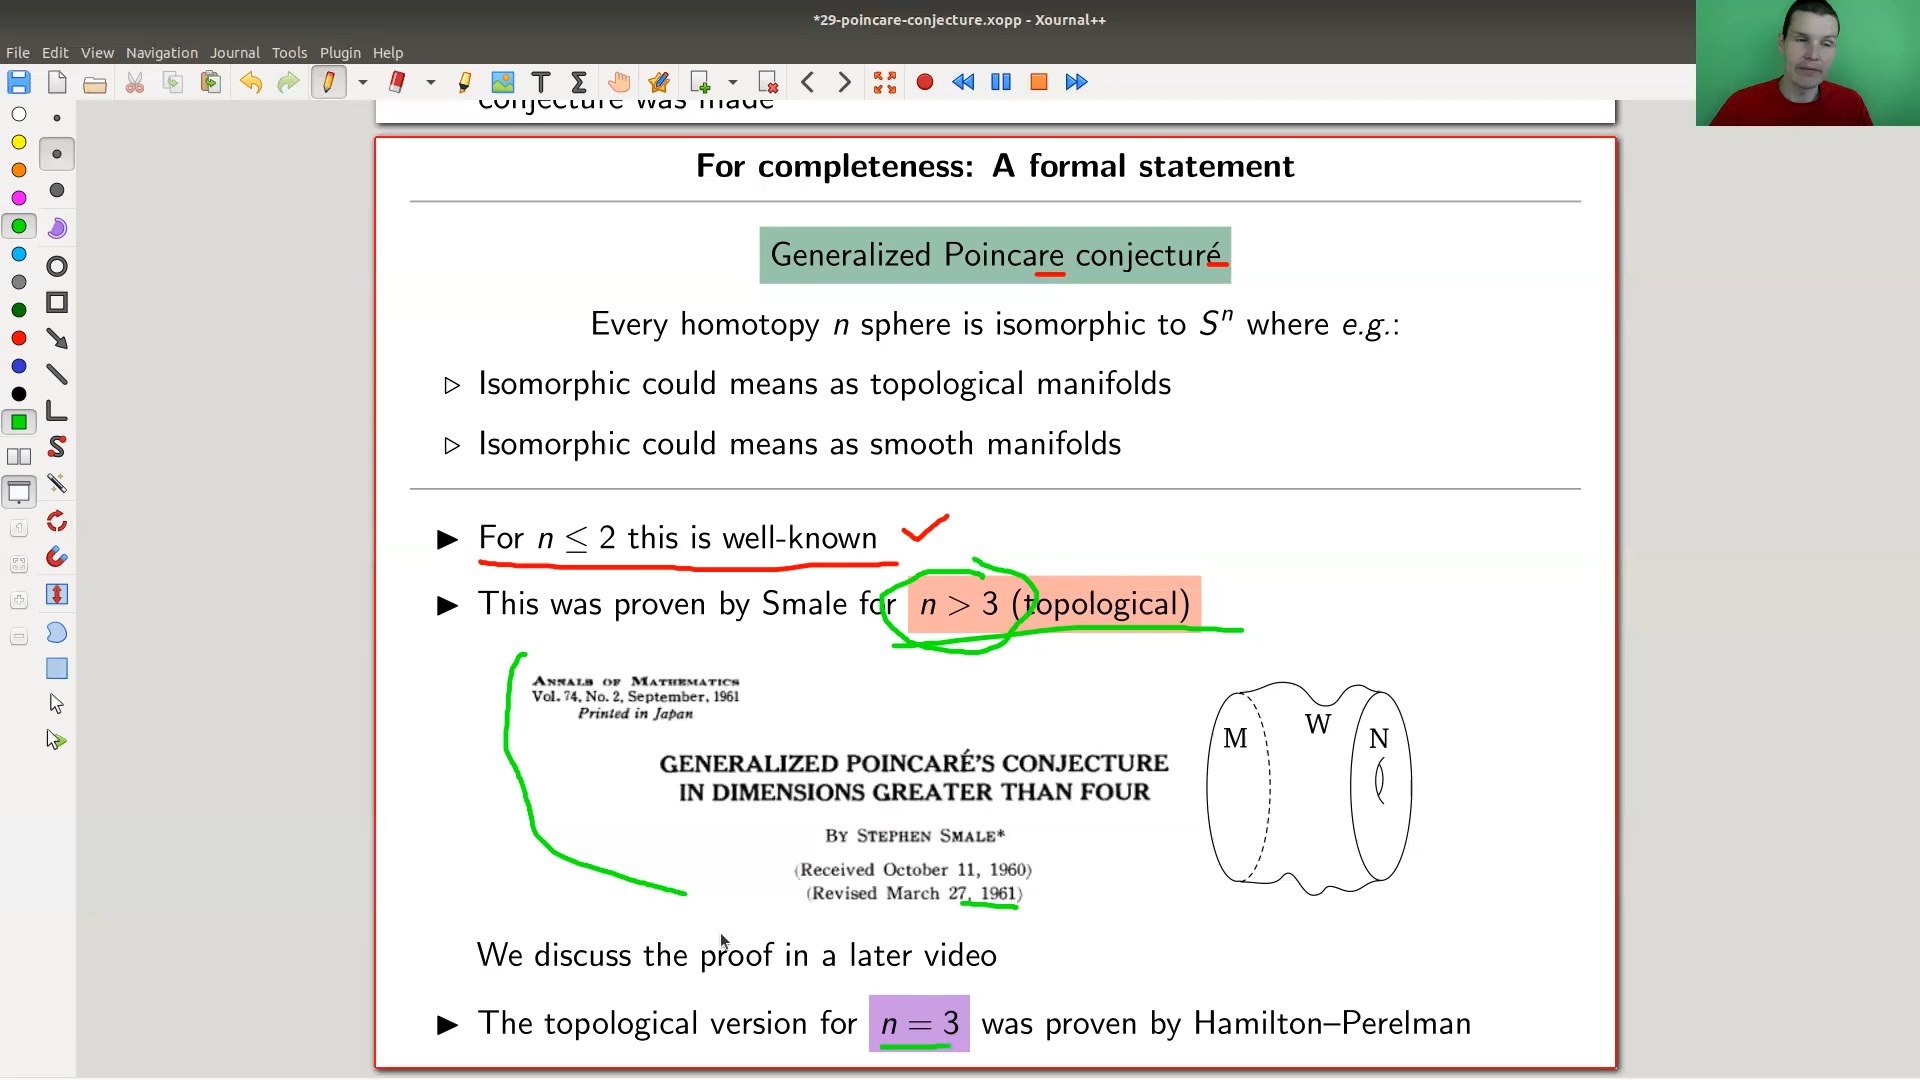 *29-poincare-conjecture.xopp - Xournal++
File Edit View Navigation Journal Tools Plugin Help
conjecture was made
For completeness: A formal statement
Generalized Poincare conjecturé
Every homotopy n sphere is isomorphic to Sⁿ where e.g.:
▷ Isomorphic could means as topological manifolds
▷ Isomorphic could means as smooth manifolds
▶ For n ≤ 2 this is well-known
▶ This was proven by Smale for n > 3 (topological)
ANNALS OF MATHEMATICS
Vol. 74, No. 2, September, 1961
Printed in Japan
GENERALIZED POINCARÉ'S CONJECTURE
IN DIMENSIONS GREATER THAN FOUR
BY STEPHEN SMALE*
(Received October 11, 1960)
(Revised March 27, 1961)
M W N
We discuss the proof in a later video
▶ The topological version for n = 3 was proven by Hamilton–Perelman